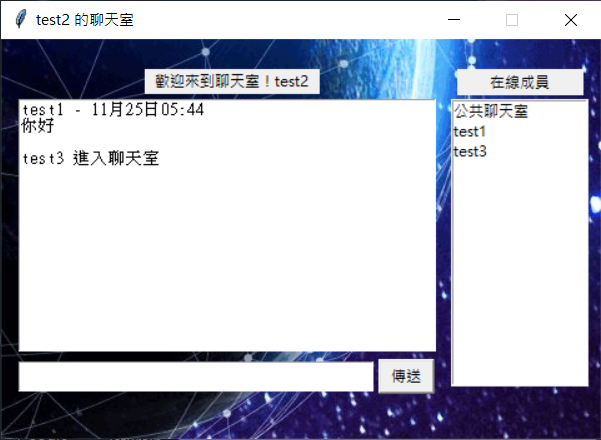 test2 的聊天室
歡迎來到聊天室！test2
在線成員
test1 - 11月25日05:44
你好
test3 進入聊天室
公共聊天室
test1
test3
傳送